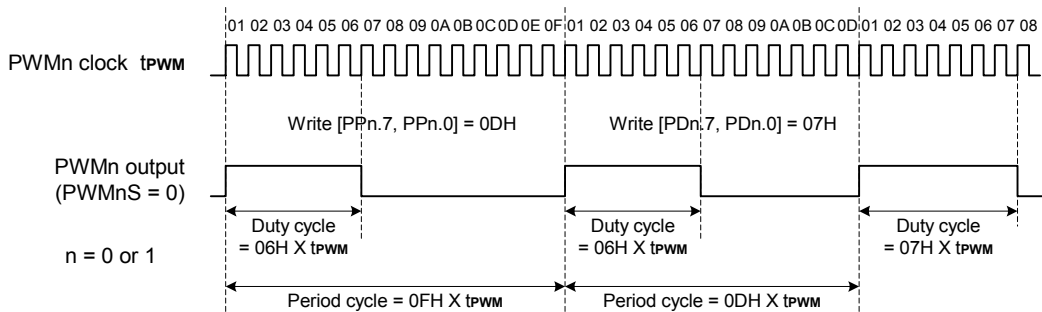 01 02 03 04 05 06 07 08 09 0A 0B 0C 0D 0E 0F 01 02 03 04 05 06 07 08 09 0A 0B 0C 0D 01 02 03 04 05 06 07 08
PWMn clock tPWM
Write [PPn.7, PPn.0] = 0DH
Write [PDn.7, PDn.0] = 07H
PWMn output
(PWMnS = 0)
Duty cycle
= 06H X tPWM
Duty cycle
= 06H X tPWM
Duty cycle
= 07H X tPWM
n = 0 or 1
Period cycle = 0FH X tPWM
Period cycle = 0DH X tPWM